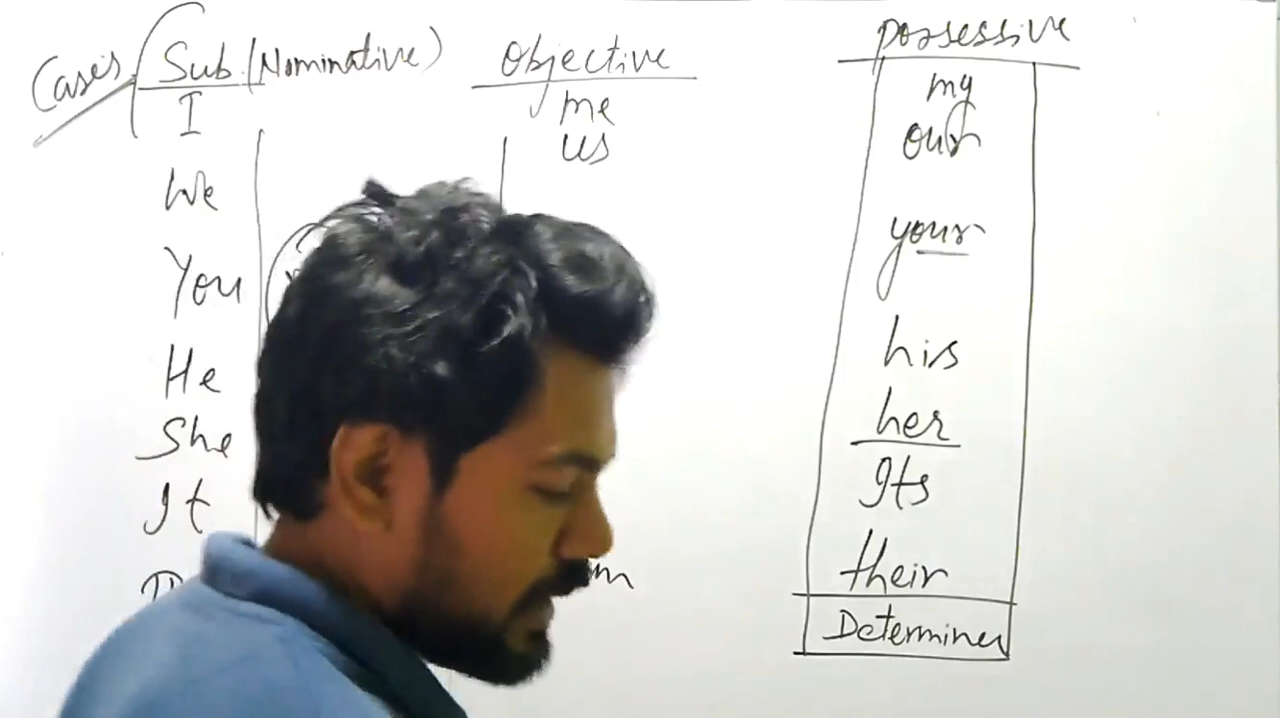 Cases Sub (Nominative) Objective Possessive
I me my
We us our
You your
He his
She her
It Its
their
Determiner